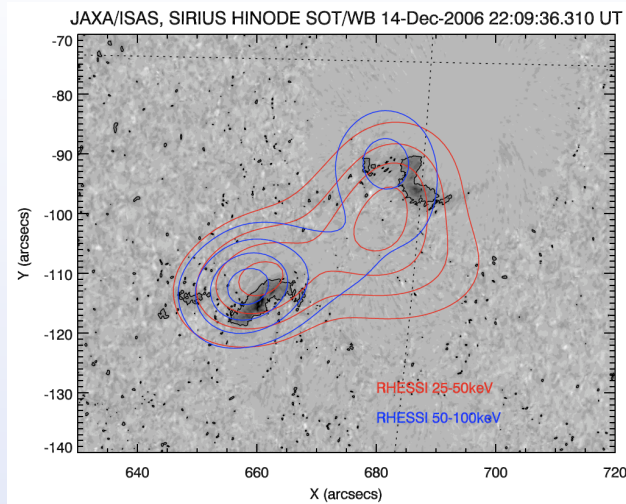 JAXA/ISAS, SIRIUS HINODE SOT/WB 14-Dec-2006 22:09:36.310 UT
-70
-80
-90
-100
-110
-120
-130
-140
Y (arcsecs)
RHESSI 25-50keV
RHESSI 50-100keV
640
660
680
700
720
X (arcsecs)